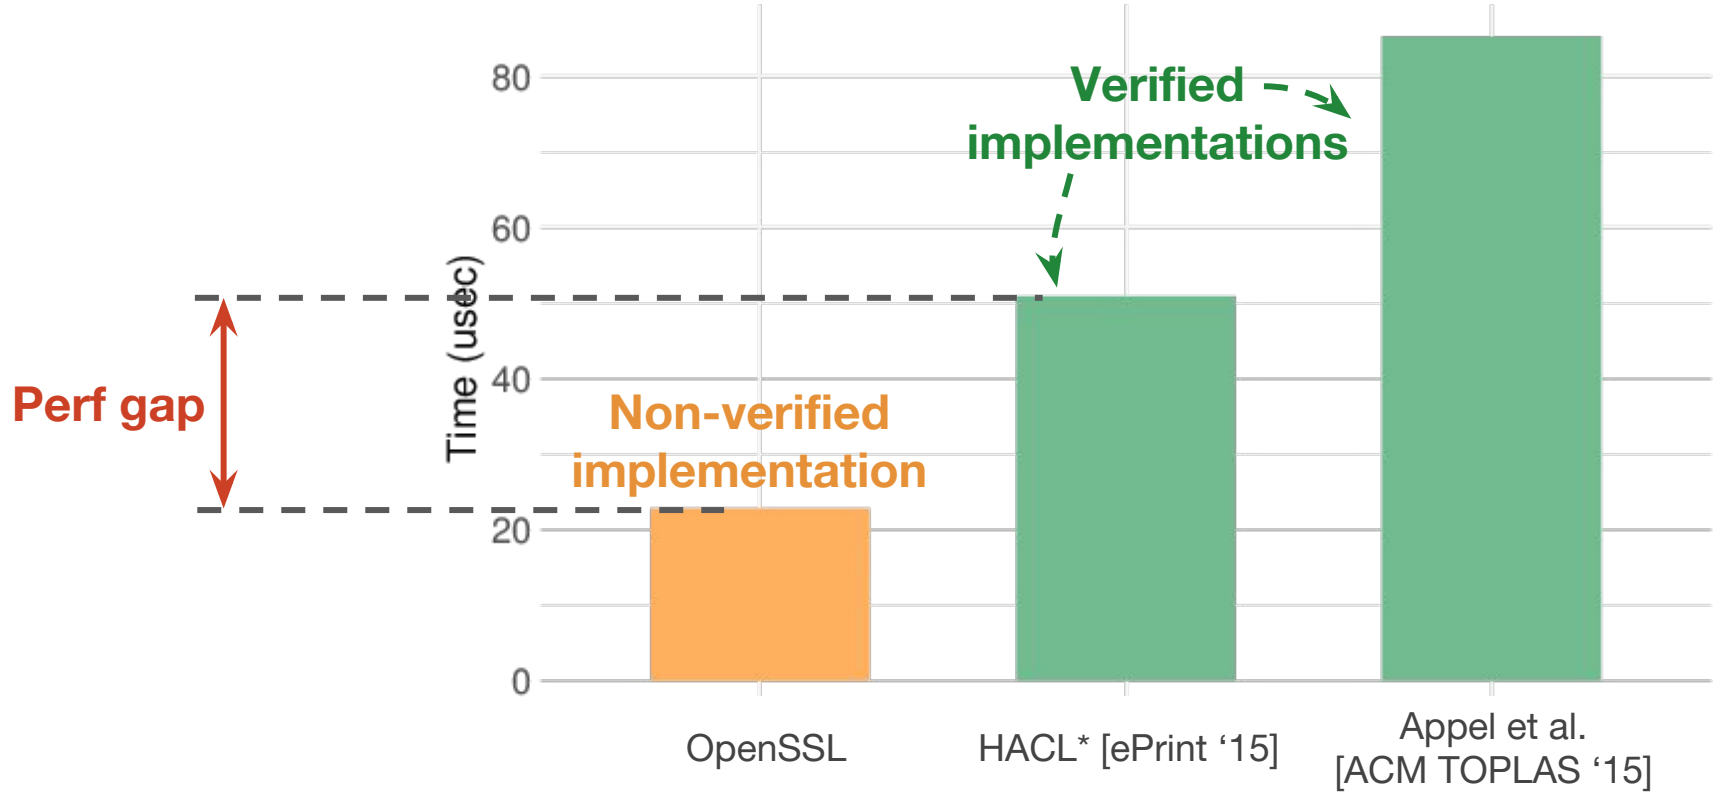 80
60
40
20
0
Time (usec)
Perf gap
Non-verified
implementation
Verified
implementations
OpenSSL
HACL* [ePrint ‘15]
Appel et al.
[ACM TOPLAS ‘15]